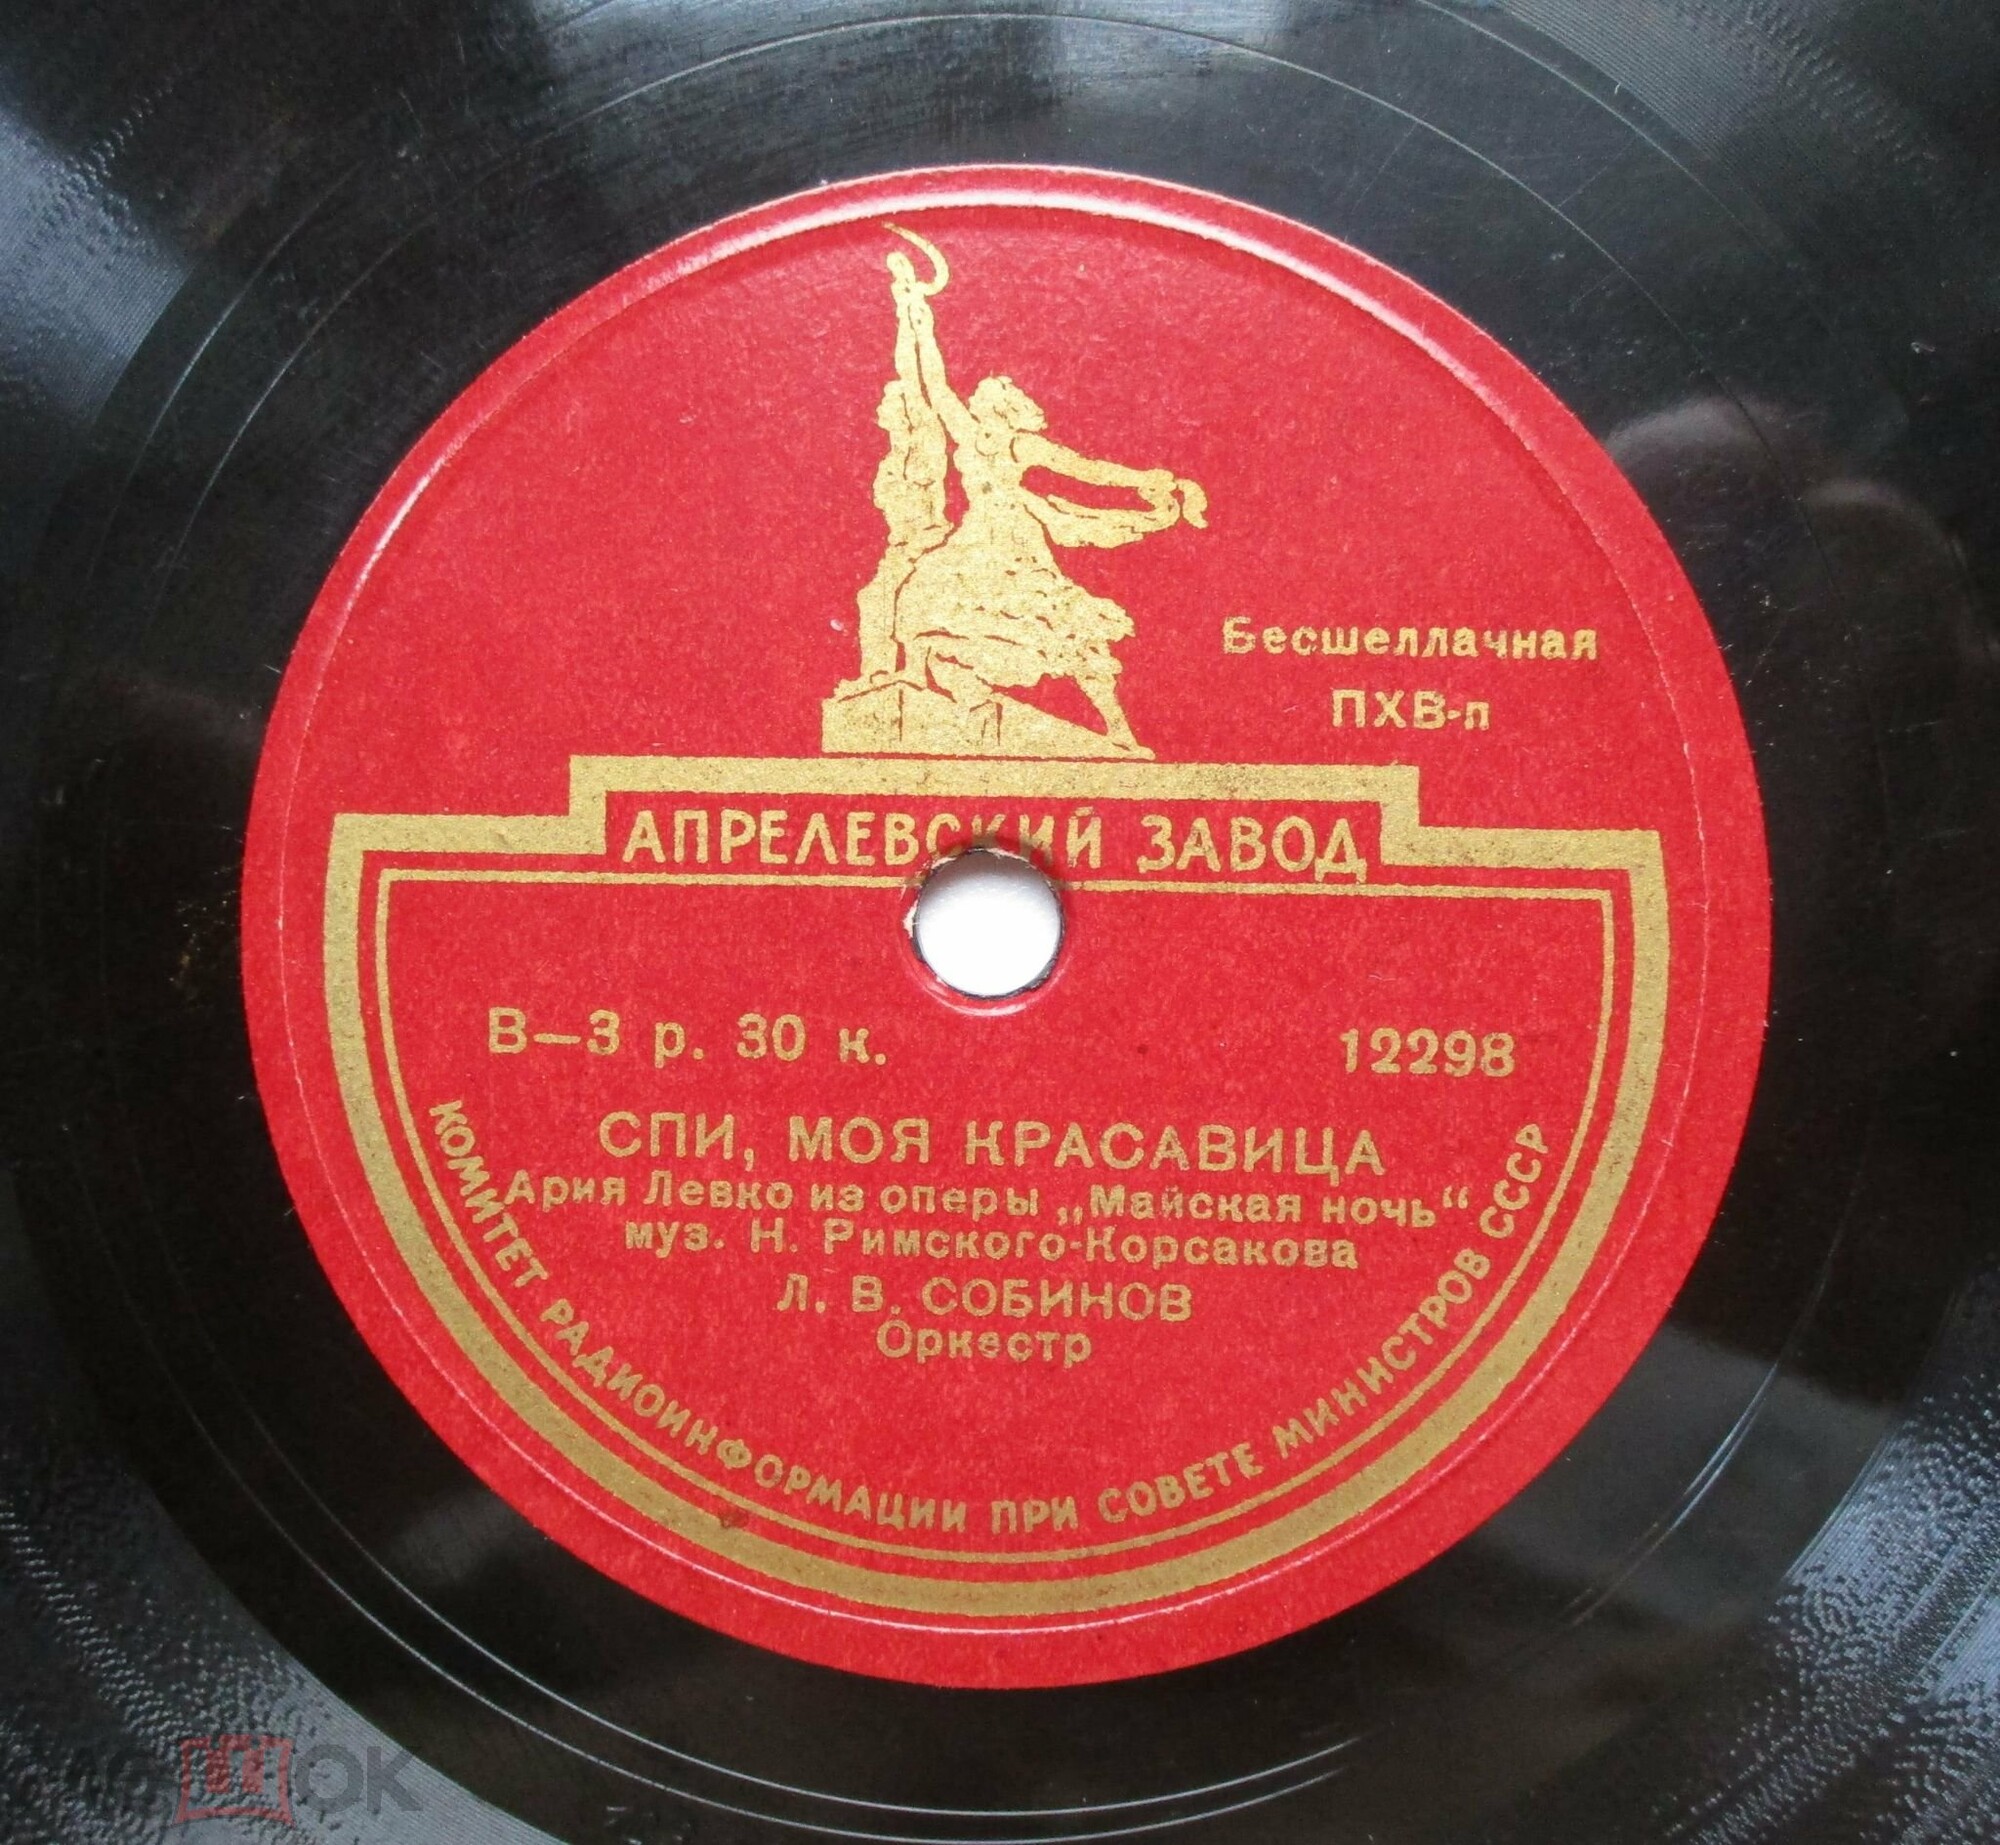 Бесшеллачная
ПХВ-п
АПРЕЛЕВСКИЙ ЗАВОД
В—3 р. 30 к.
12298
СПИ, МОЯ КРАСАВИЦА
Ария Левко из оперы „Майская ночь“
муз. Н. Римского-Корсакова
Л. В. СОБИНОВ
Оркестр
КОМИТЕТ РАДИОИНФОРМАЦИИ ПРИ СОВЕТЕ МИНИСТРОВ СССР